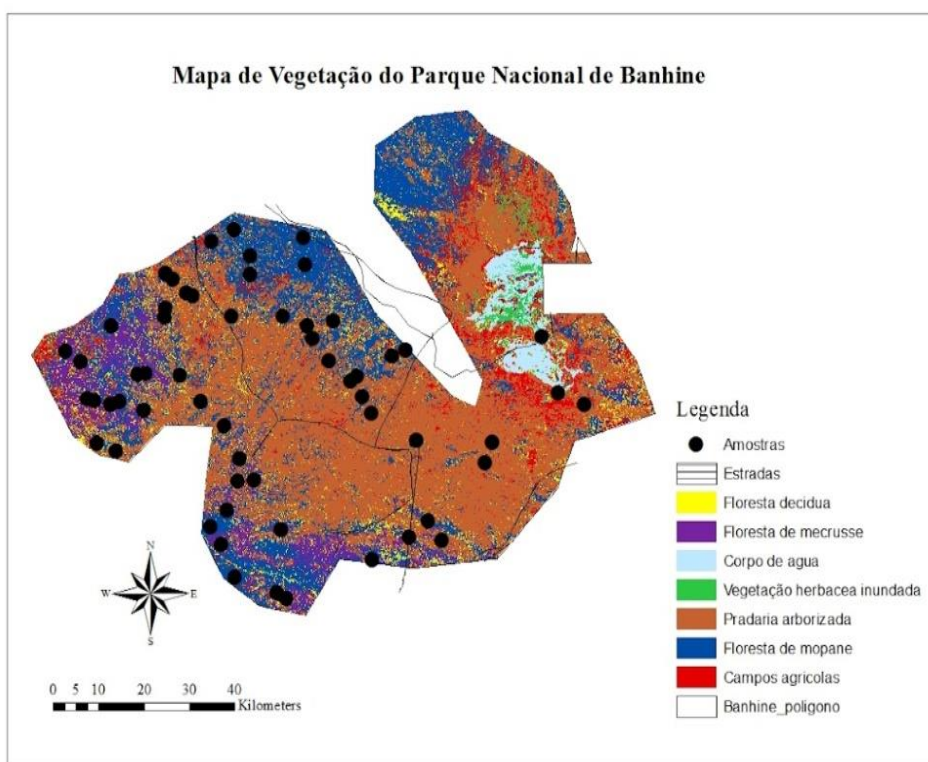 Mapa de Vegetação do Parque Nacional de Banhine
Legenda
Amostras
Estradas
Floresta decidua
Floresta de mecrusse
Corpo de agua
Vegetação herbacea inundada
Pradaria arborizada
Floresta de mopane
Campos agricolas
Banhine_poligono
N
W E
S
0 5 10 20 30 40
Kilometers